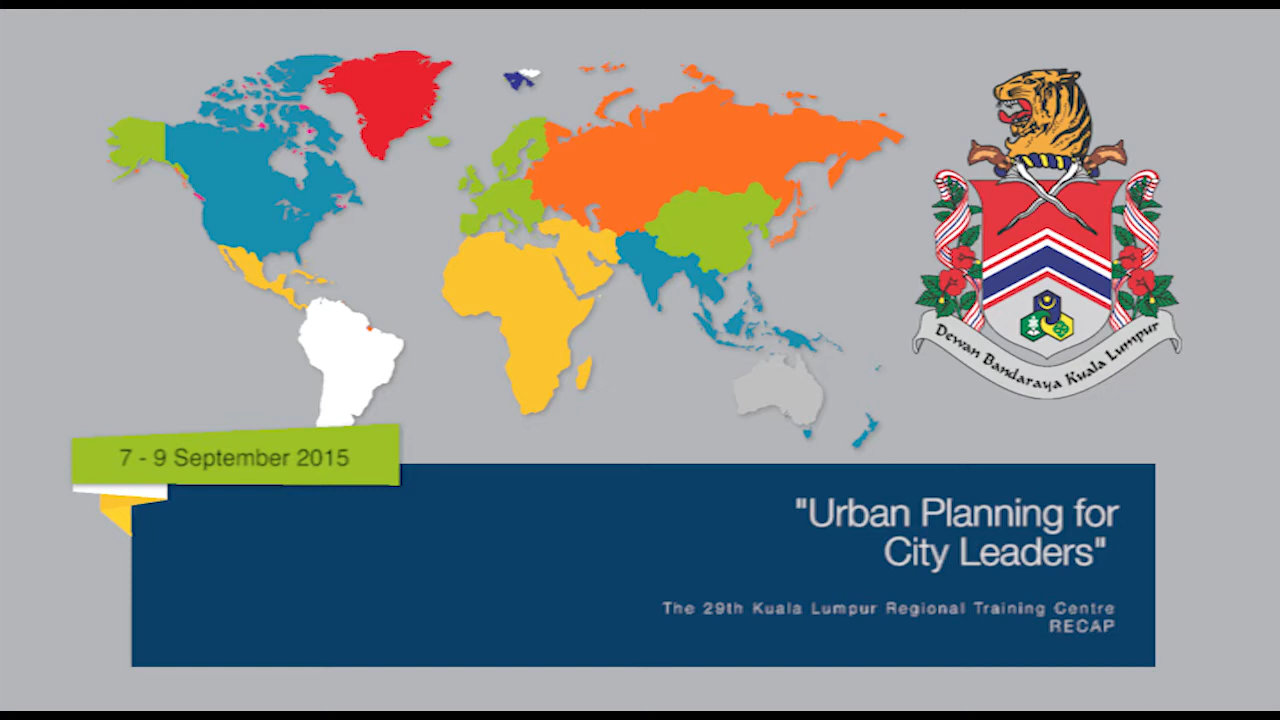 Dewan Bandaraya Kuala Lumpur
7 - 9 September 2015
"Urban Planning for
City Leaders"
The 29th Kuala Lumpur Regional Training Centre
RECAP